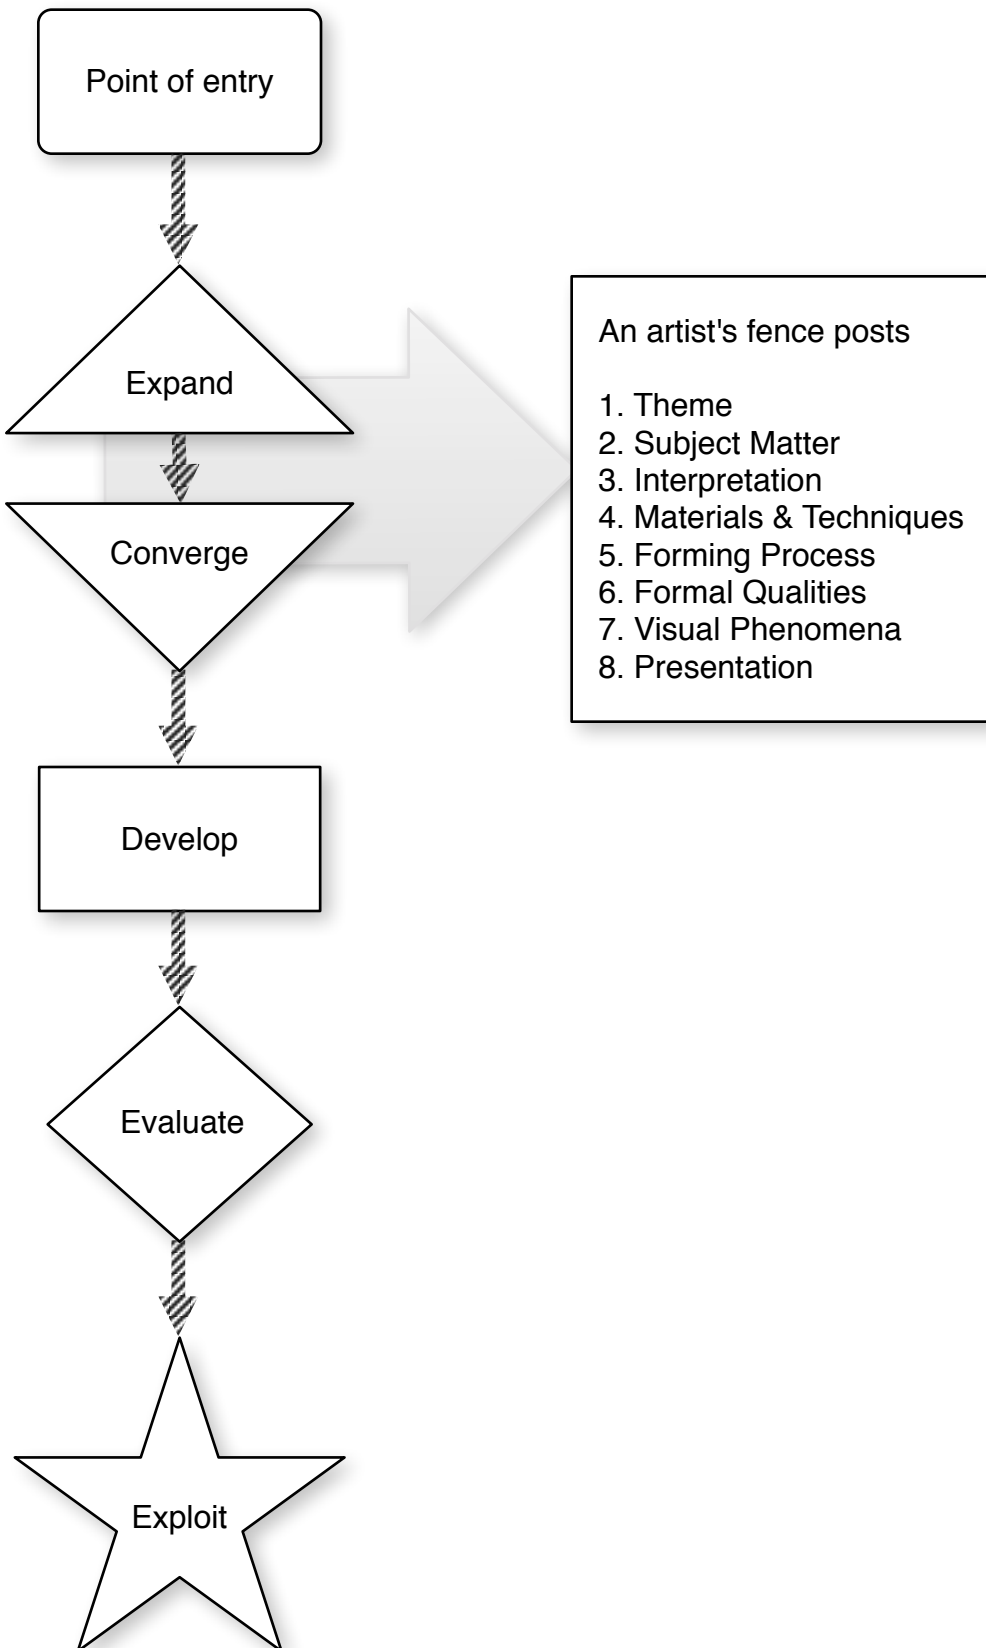 Point of entry
Expand
Converge
An artist's fence posts
1. Theme
2. Subject Matter
3. Interpretation
4. Materials & Techniques
5. Forming Process
6. Formal Qualities
7. Visual Phenomena
8. Presentation
Develop
Evaluate
Exploit